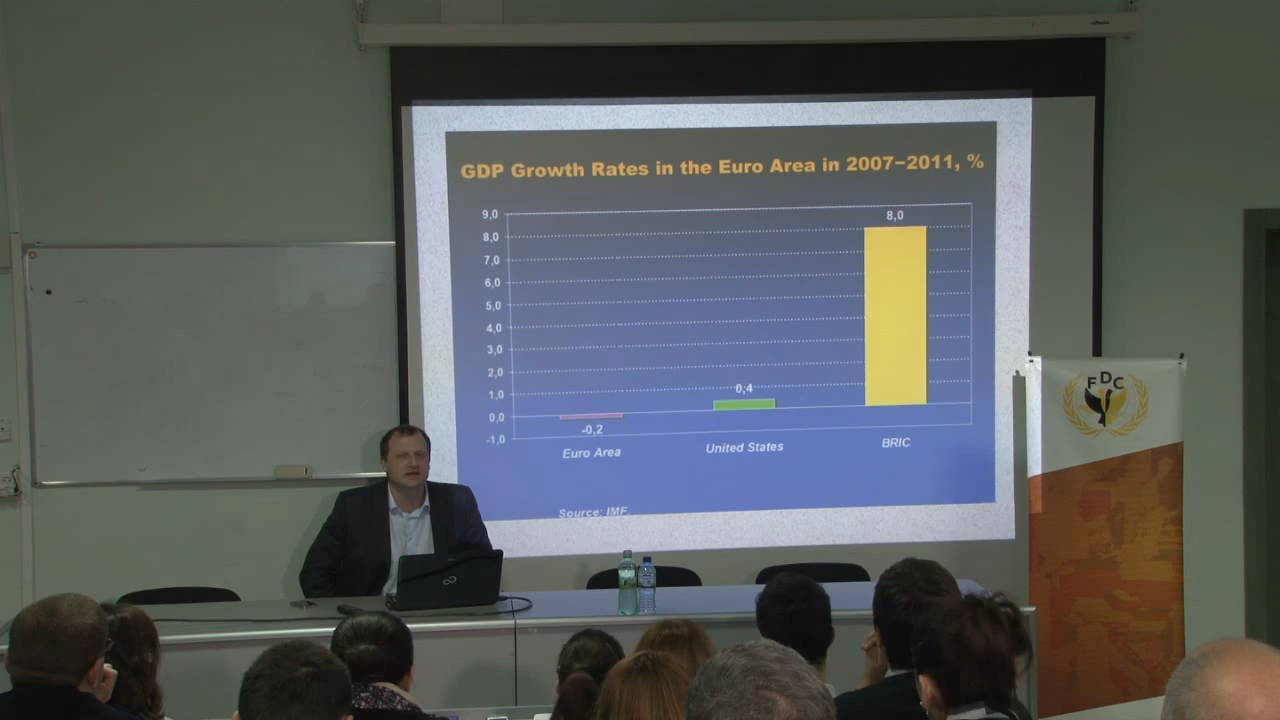 GDP Growth Rates in the Euro Area in 2007–2011, %
9,0
8,0
7,0
6,0
5,0
4,0
3,0
2,0
1,0
0,0
-1,0
8,0
0,4
-0,2
Euro Area
United States
BRIC
Source: IMF
FDC